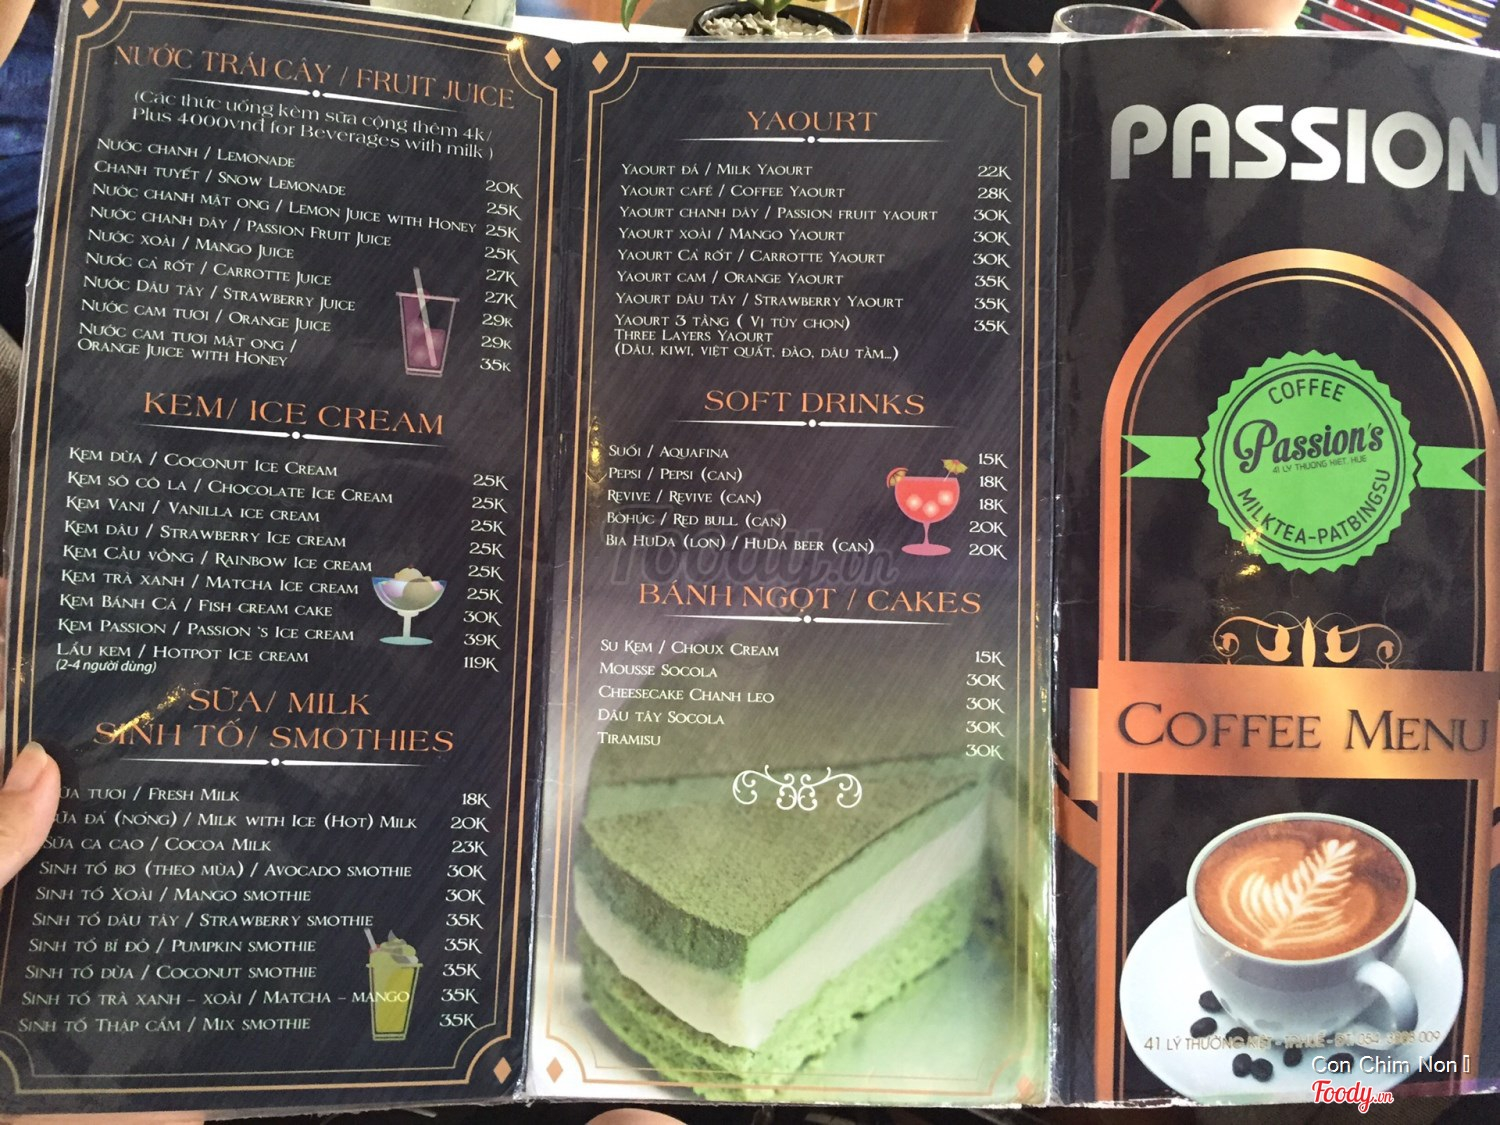 NƯỚC TRÁI CÂY / FRUIT JUICE
(Các thức uống kèm sữa cộng thêm 4k/
Plus 4000vnđ for Beverages with milk )
Nước chanh / Lemonade 20K
Chanh tuyết / Snow Lemonade 25K
Nước chanh mật ong / Lemon Juice with Honey 25K
Nước chanh dây / Passion Fruit Juice 25K
Nước xoài / Mango Juice 27K
Nước cà rốt / Carrotte Juice 27K
Nước Dâu tây / Strawberry Juice 29K
Nước cam tươi / Orange Juice 29K
Nước cam tươi mật ong /
Orange Juice with Honey 35K
KEM/ ICE CREAM
Kem dừa / Coconut Ice Cream 25K
Kem sô cô la / Chocolate Ice Cream 25K
Kem Vani / Vanilla ice cream 25K
Kem dâu / Strawberry Ice cream 25K
Kem Cầu vồng / Rainbow Ice cream 25K
Kem trà xanh / Matcha Ice cream 25K
Kem Bánh Cá / Fish cream cake 30K
Kem Passion / Passion 's Ice cream 39K
Lẩu kem / Hotpot Ice cream 119K
(2-4 người dùng)
SỮA/ MILK
SINH TỐ/ SMOTHIES
ữa tươi / Fresh Milk 18K
ữa đá (nóng) / Milk with Ice (Hot) Milk 20K
Sữa ca cao / Cocoa Milk 23K
Sinh tố bơ (theo mùa) / Avocado smothie 30K
Sinh tố Xoài / Mango smothie 30K
Sinh tố dâu tây / Strawberry smothie 35K
Sinh tố bí đỏ / Pumpkin smothie 35K
Sinh tố dừa / Coconut smothie 35K
Sinh tố trà xanh - xoài / Matcha - mango 35K
Sinh tố Thập cẩm / Mix smothie 35K
YAOURT
Yaourt đá / Milk Yaourt 22K
Yaourt café / Coffee Yaourt 28K
Yaourt chanh dây / Passion fruit yaourt 30K
Yaourt xoài / Mango Yaourt 30K
Yaourt Cà rốt / Carrotte Yaourt 30K
Yaourt cam / Orange Yaourt 35K
Yaourt dâu tây / Strawberry Yaourt 35K
Yaourt 3 tầng ( Vị tùy chọn) 35K
Three Layers Yaourt
(Dâu, kiwi, việt quất, đào, dâu tằm...)
SOFT DRINKS
Suối / Aquafina 15K
Pepsi / Pepsi (can) 18K
Revive / Revive (can) 18K
Bòhúc / Red bull (can) 20K
Bia HuDa (lon) / HuDa beer (can) 20K
Foody.vn
BÁNH NGỌT / CAKES
Su Kem / Choux Cream 15K
Mousse Socola 30K
Cheesecake Chanh leo 30K
Dâu tây Socola 30K
Tiramisu 30K
PASSION
COFFEE
Passion's
41 LÝ THƯỜNG KIỆT, HUẾ
MILKTEA-PATBINGSU
Coffee Menu
41 LÝ THƯỜNG KIỆT
Con Chim Non
Foody.vn